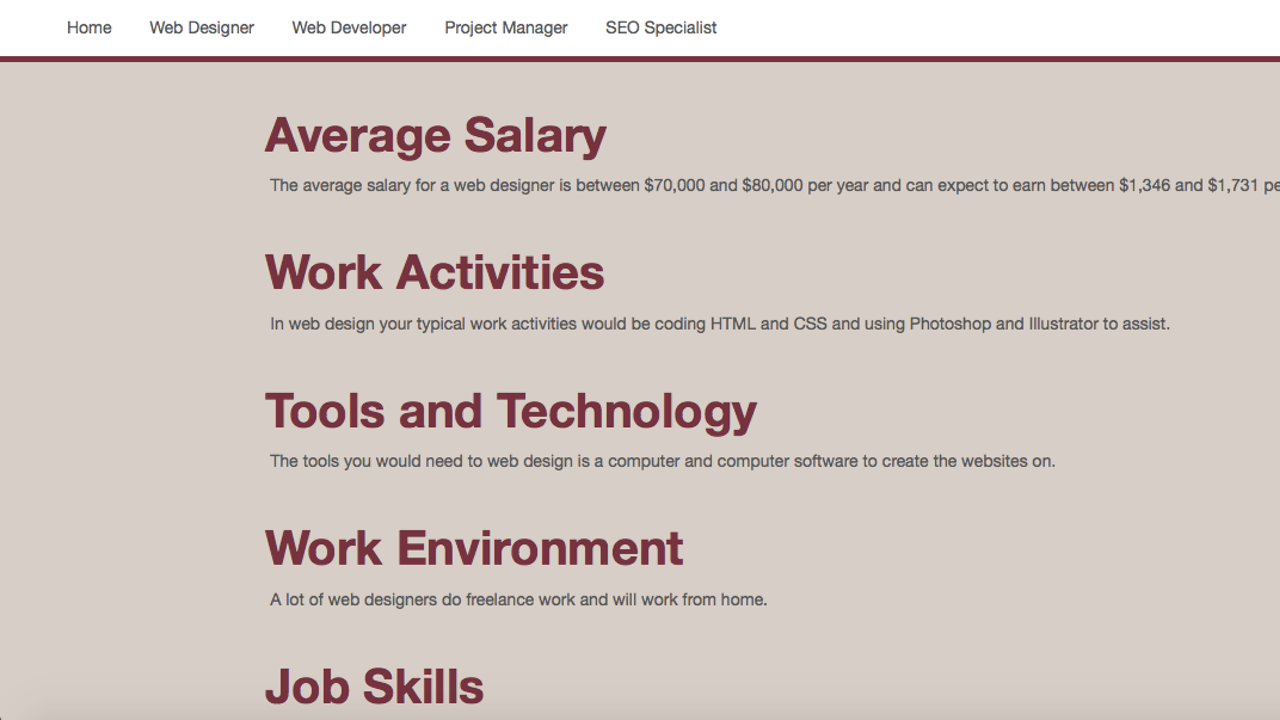 Home Web Designer Web Developer Project Manager SEO Specialist
Average Salary
The average salary for a web designer is between $70,000 and $80,000 per year and can expect to earn between $1,346 and $1,731
Work Activities
In web design your typical work activities would be coding HTML and CSS and using Photoshop and Illustrator to assist.
Tools and Technology
The tools you would need to web design is a computer and computer software to create the websites on.
Work Environment
A lot of web designers do freelance work and will work from home.
Job Skills